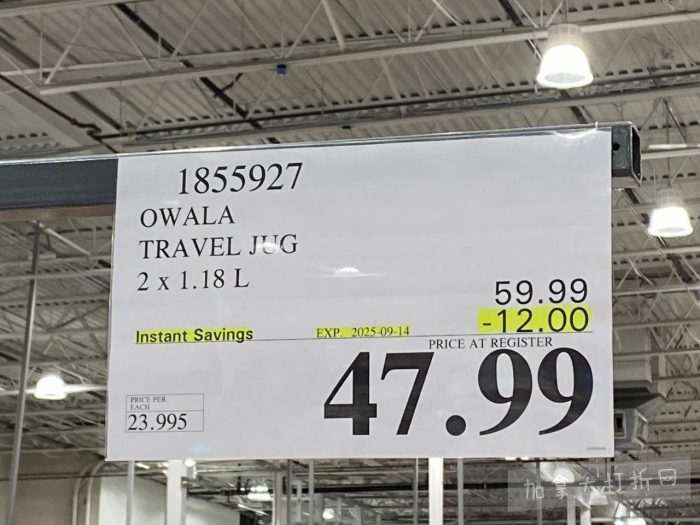 1855927
OWALA
TRAVEL JUG
2 x 1.18 L
59.99
-12.00
Instant Savings
EXP. 2025-09-14
PRICE AT REGISTER
47.99
PRICE PER
EACH
23.995
加拿大打折网